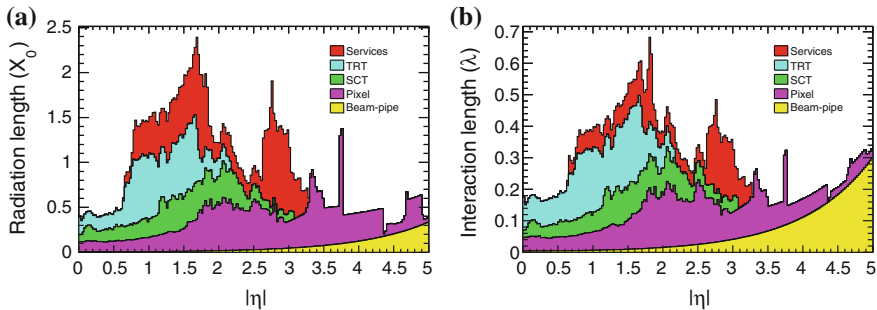 (a)
Radiation length (X0)
2.5
2
1.5
1
0.5
0
Services
TRT
SCT
Pixel
Beam-pipe
0 0.5 1 1.5 2 2.5 3 3.5 4 4.5 5
|η|
(b)
Interaction length (λ)
0.7
0.6
0.5
0.4
0.3
0.2
0.1
0
Services
TRT
SCT
Pixel
Beam-pipe
0 0.5 1 1.5 2 2.5 3 3.5 4 4.5 5
|η|